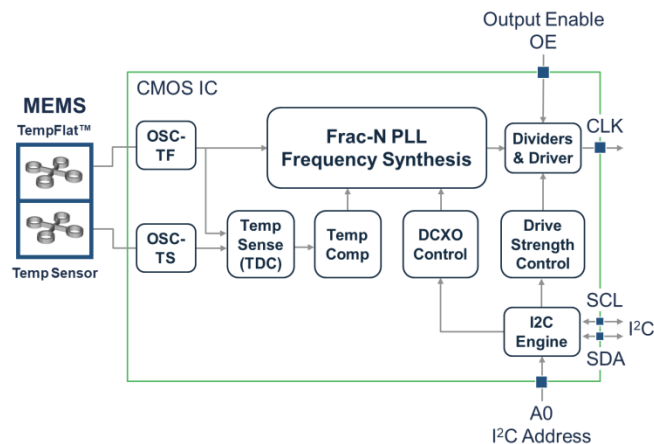 Output Enable
OE
MEMS
TempFlat™
CMOS IC
OSC-
TF
Frac-N PLL
Frequency Synthesis
Dividers
& Driver
CLK
OSC-
TS
Temp Sensor
Temp
Sense
(TDC)
Temp
Comp
DCXO
Control
Drive
Strength
Control
I2C
Engine
SCL
I²C
SDA
A0
I²C Address